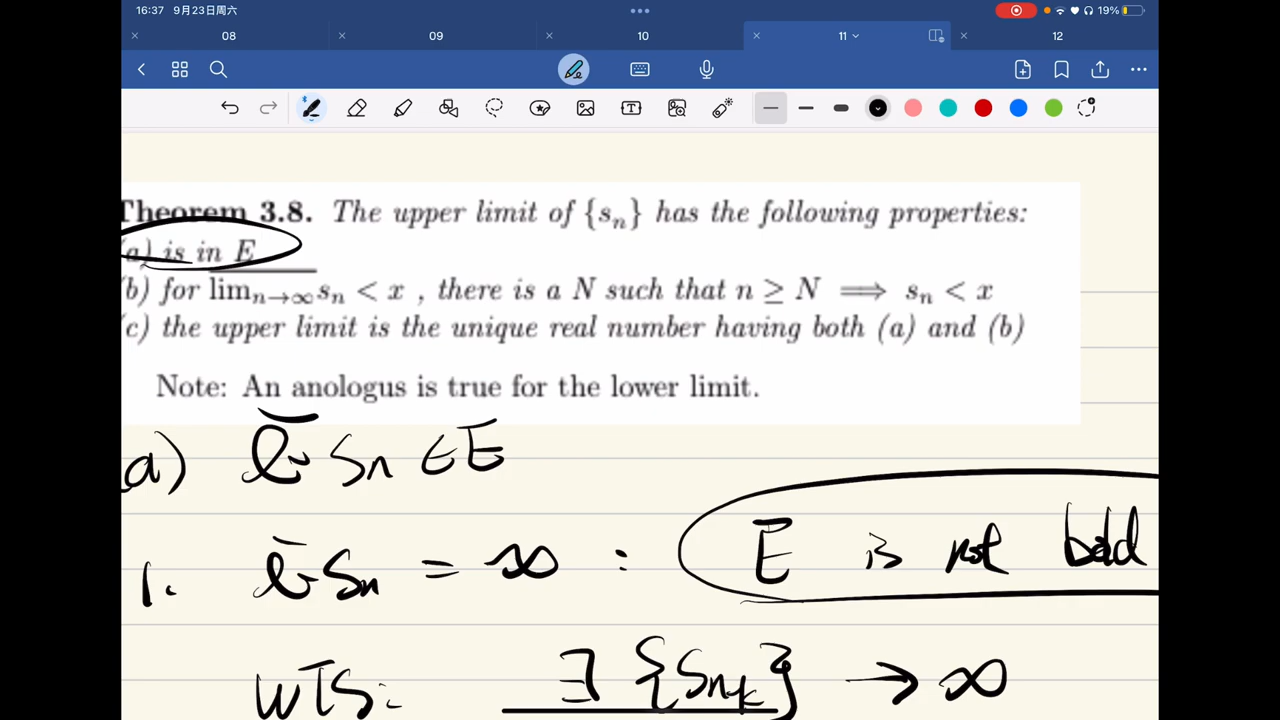 16:37 9月23日周六
19%
08 09 10 11 12
Theorem 3.8. The upper limit of {sₙ} has the following properties:
(a) is in E
(b) for limₙ→∞ sₙ < x , there is a N such that n ≥ N ⟹ sₙ < x
(c) the upper limit is the unique real number having both (a) and (b)
Note: An anologus is true for the lower limit.
a) Sn ∈ E
1. Sn = ∞ : E is not bdd
WTS: ∃ {Snₖ} → ∞